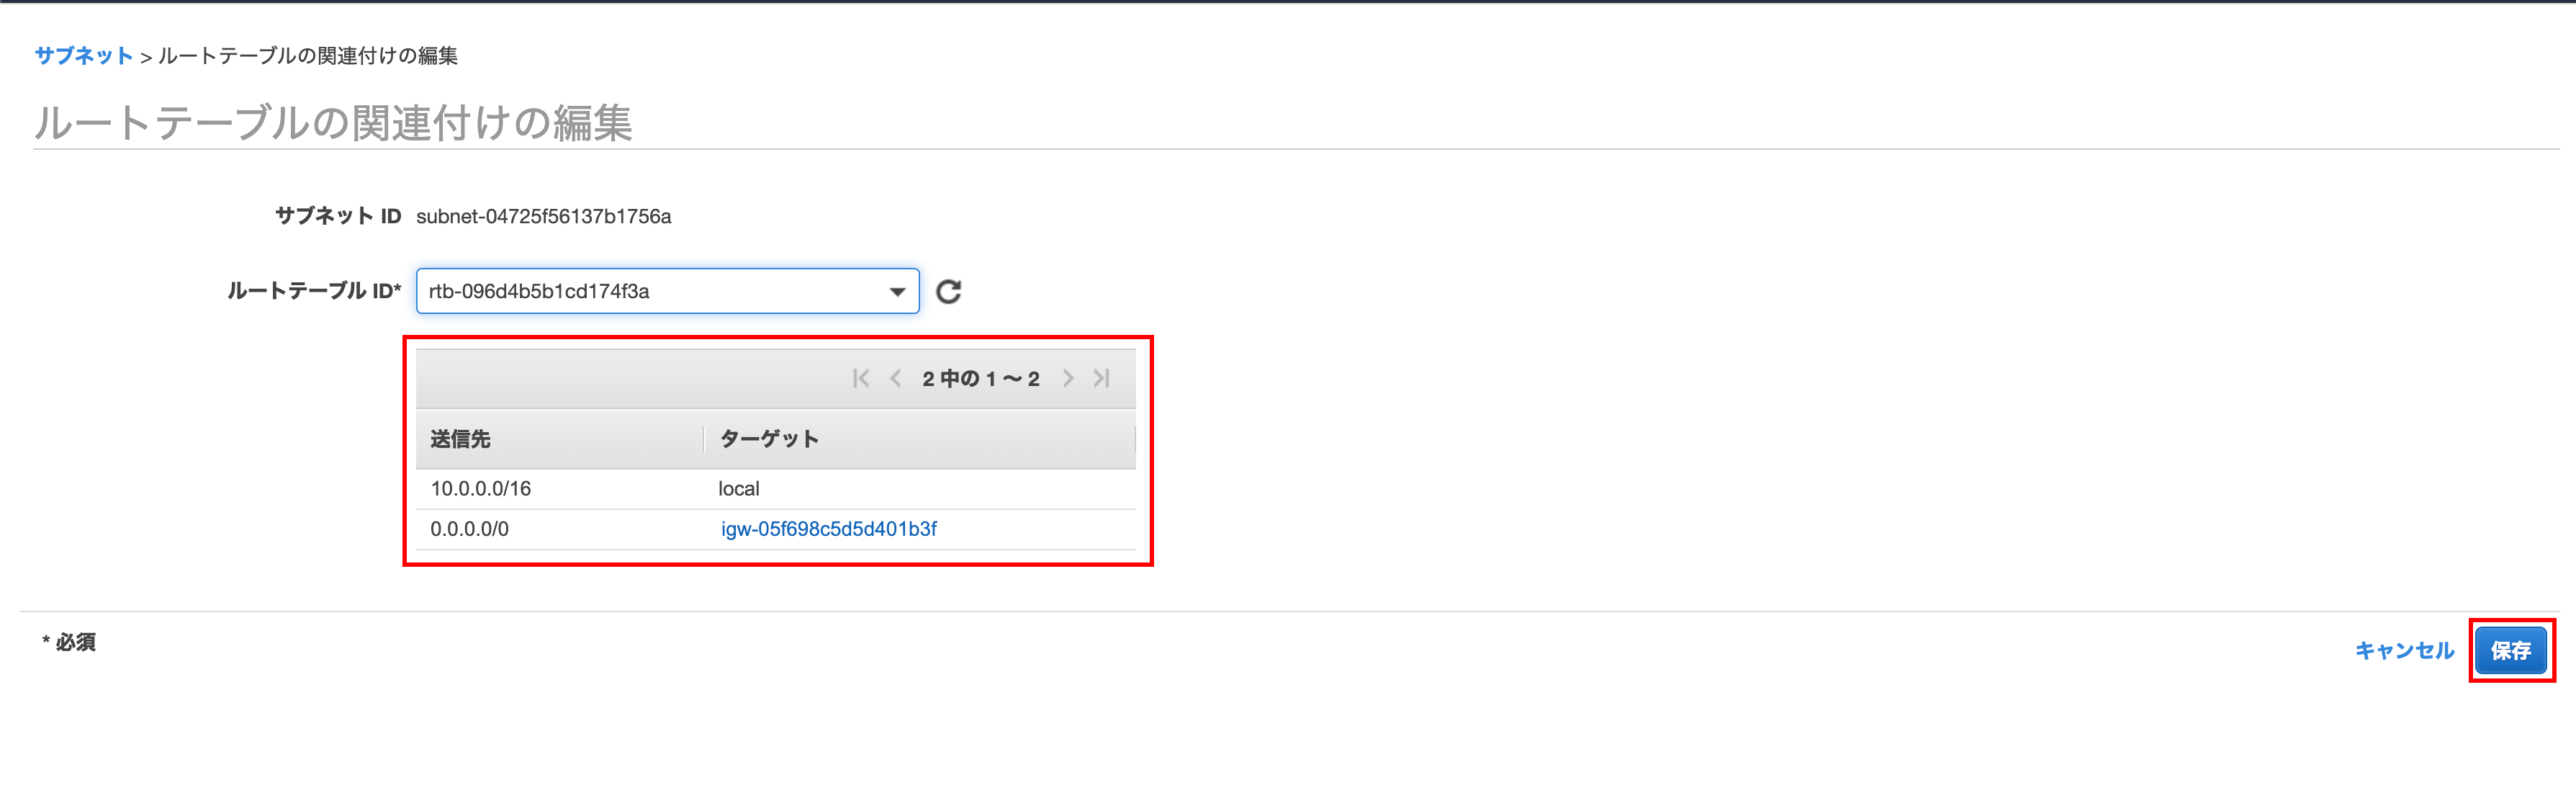 サブネット > ルートテーブルの関連付けの編集
ルートテーブルの関連付けの編集
サブネット ID subnet-04725f56137b1756a
ルートテーブル ID* rtb-096d4b5b1cd174f3a
2 中の 1 ～ 2
送信先 ターゲット
10.0.0.0/16 local
0.0.0.0/0 igw-05f698c5d5d401b3f
* 必須
キャンセル 保存